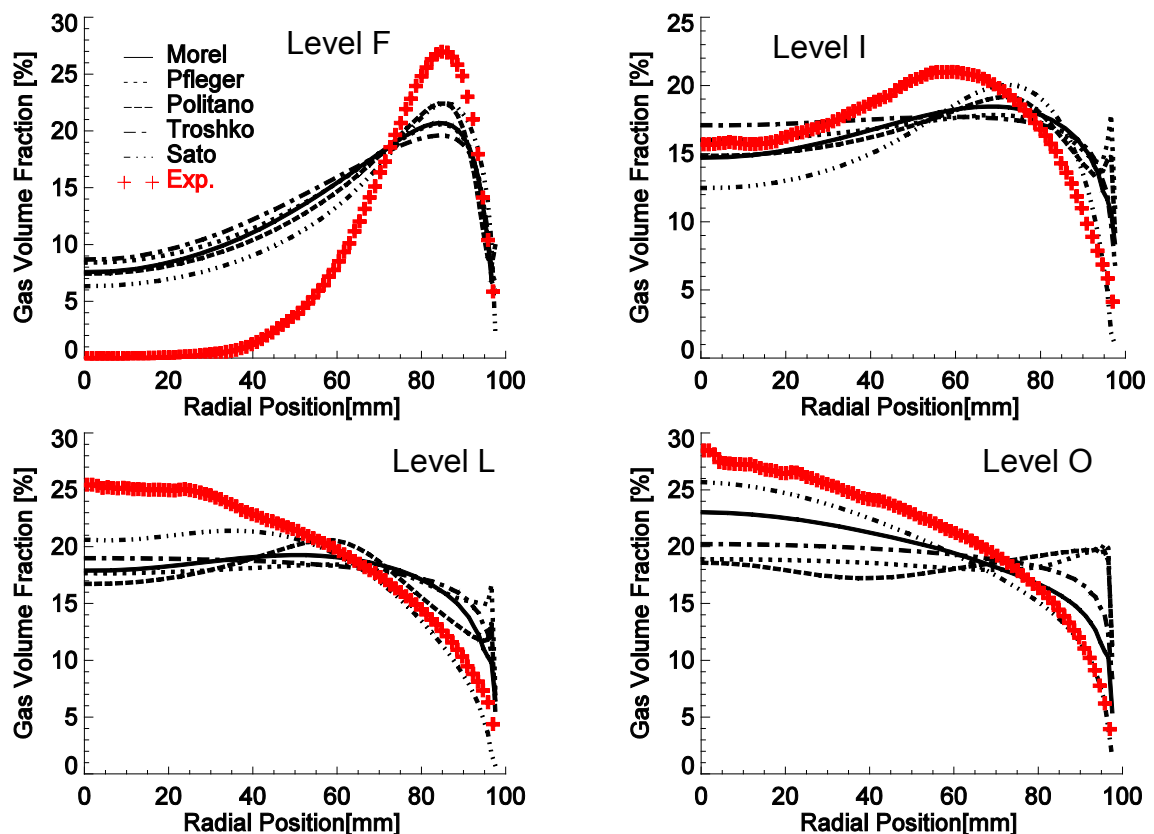 Level F
Gas Volume Fraction [%]
30
25
20
15
10
5
0
Morel
Pfleger
Politano
Troshko
Sato
+ + Exp.
0 20 40 60 80 100
Radial Position[mm]
Level I
Gas Volume Fraction [%]
25
20
15
10
5
0
0 20 40 60 80 100
Radial Position[mm]
Level L
Gas Volume Fraction [%]
30
25
20
15
10
5
0
0 20 40 60 80 100
Radial Position[mm]
Level O
Gas Volume Fraction [%]
30
25
20
15
10
5
0
0 20 40 60 80 100
Radial Position[mm]